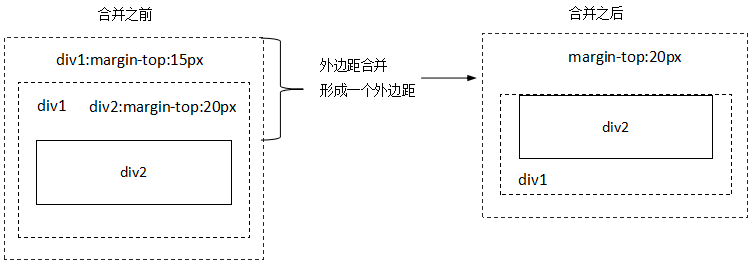 合并之前
div1:margin-top:15px
div1
div2:margin-top:20px
div2
外边距合并
形成一个外边距
合并之后
margin-top:20px
div2
div1